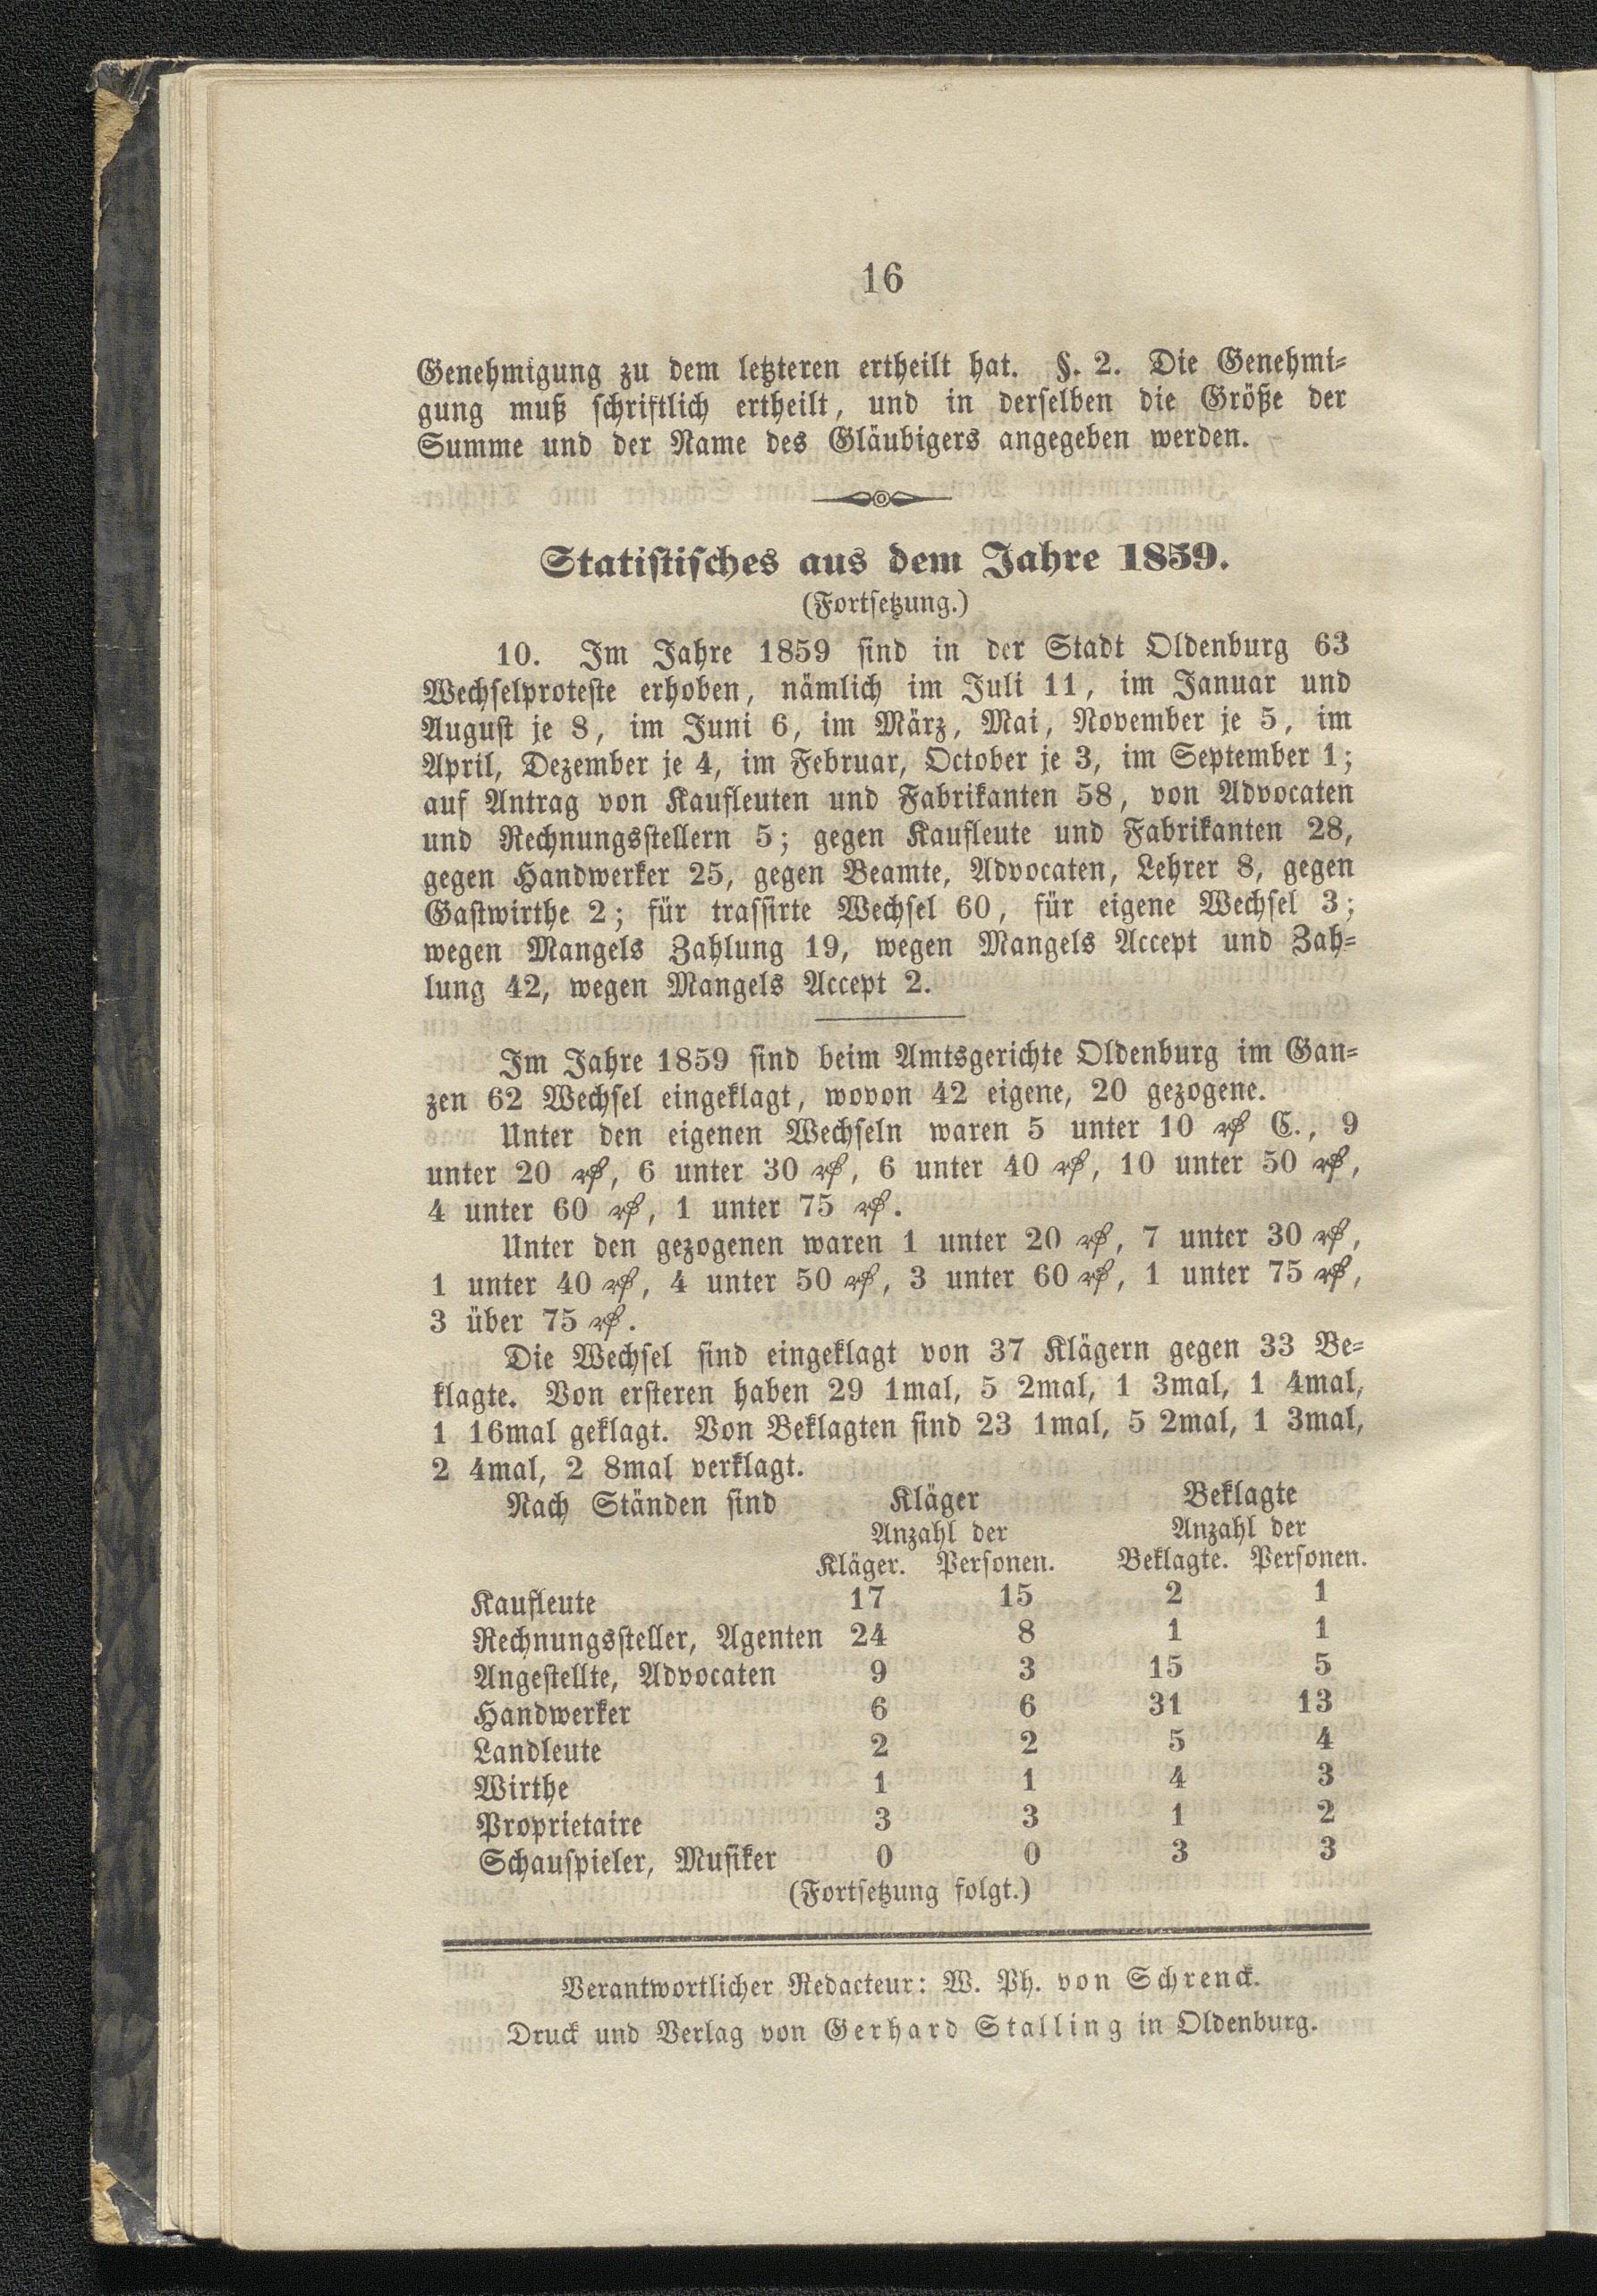 16
Genehmigung zu dem letzteren ertheilt hat. §. 2. Die Genehmi-
gung muß schriftlich ertheilt, und in derselben die Größe der
Summe und der Name des Gläubigers angegeben werden.
Statistisches aus dem Jahre 1859.
(Fortsetzung.)
10. Im Jahre 1859 sind in der Stadt Oldenburg 63
Wechselproteste erhoben, nämlich im Juli 11, im Januar und
August je 8, im Juni 6, im März, Mai, November je 5, im
April, Dezember je 4, im Februar, October je 3, im September 1;
auf Antrag von Kaufleuten und Fabrikanten 58, von Advocaten
und Rechnungsstellern 5; gegen Kaufleute und Fabrikanten 28,
gegen Handwerker 25, gegen Beamte, Advocaten, Lehrer 8, gegen
Gastwirthe 2; für trassirte Wechsel 60, für eigene Wechsel 3;
wegen Mangels Zahlung 19, wegen Mangels Accept und Zah-
lung 42, wegen Mangels Accept 2.
Im Jahre 1859 sind beim Amtsgerichte Oldenburg im Gan-
zen 62 Wechsel eingeklagt, wovon 42 eigene, 20 gezogene.
Unter den eigenen Wechseln waren 5 unter 10 ₰ C., 9
unter 20 ₰, 6 unter 30 ₰, 6 unter 40 ₰, 10 unter 50 ₰,
4 unter 60 ₰, 1 unter 75 ₰.
Unter den gezogenen waren 1 unter 20 ₰, 7 unter 30 ₰,
1 unter 40 ₰, 4 unter 50 ₰, 3 unter 60 ₰, 1 unter 75 ₰,
3 über 75 ₰.
Die Wechsel sind eingeklagt von 37 Klägern gegen 33 Be-
klagte. Von ersteren haben 29 1mal, 5 2mal, 1 3mal, 1 4mal,
1 16mal geklagt. Von Beklagten sind 23 1mal, 5 2mal, 1 3mal,
2 4mal, 2 8mal verklagt.
Nach Ständen sind Kläger Beklagte
Anzahl der Anzahl der
Kläger. Personen. Beklagte. Personen.
Kaufleute 17 15 2 1
Rechnungssteller, Agenten 24 8 1 1
Angestellte, Advocaten 9 3 15 5
Handwerker 6 6 31 13
Landleute 2 2 5 4
Wirthe 1 1 4 3
Proprietaire 3 3 1 2
Schauspieler, Musiker 0 0 3 3
(Fortsetzung folgt.)
Verantwortlicher Redacteur: W. Ph. von Schrenck.
Druck und Verlag von Gerhard Stalling in Oldenburg.